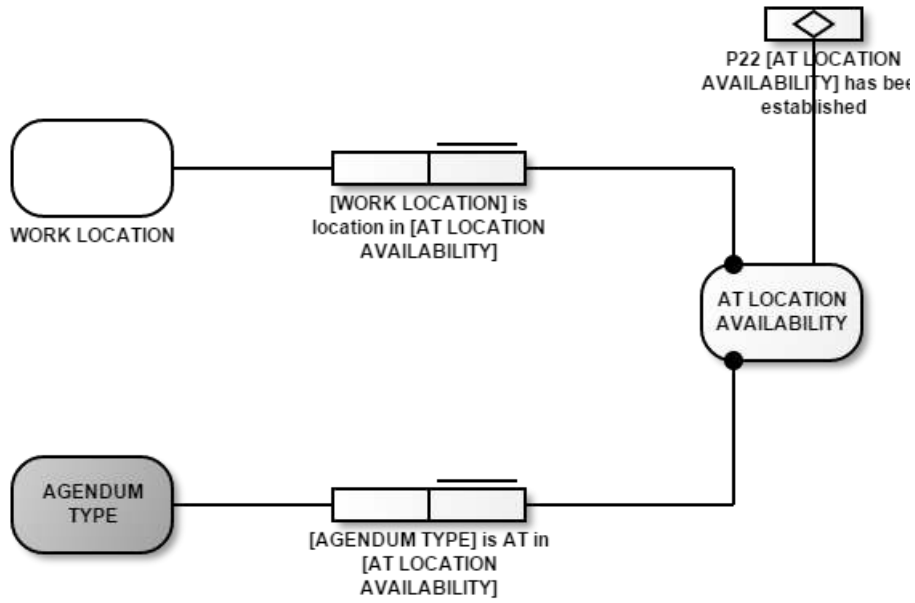 P22 [AT LOCATION
AVAILABILITY] has bee
established
[WORK LOCATION] is
location in [AT LOCATION
AVAILABILITY]
WORK LOCATION
AT LOCATION
AVAILABILITY
AGENDUM
TYPE
[AGENDUM TYPE] is AT in
[AT LOCATION
AVAILABILITY]